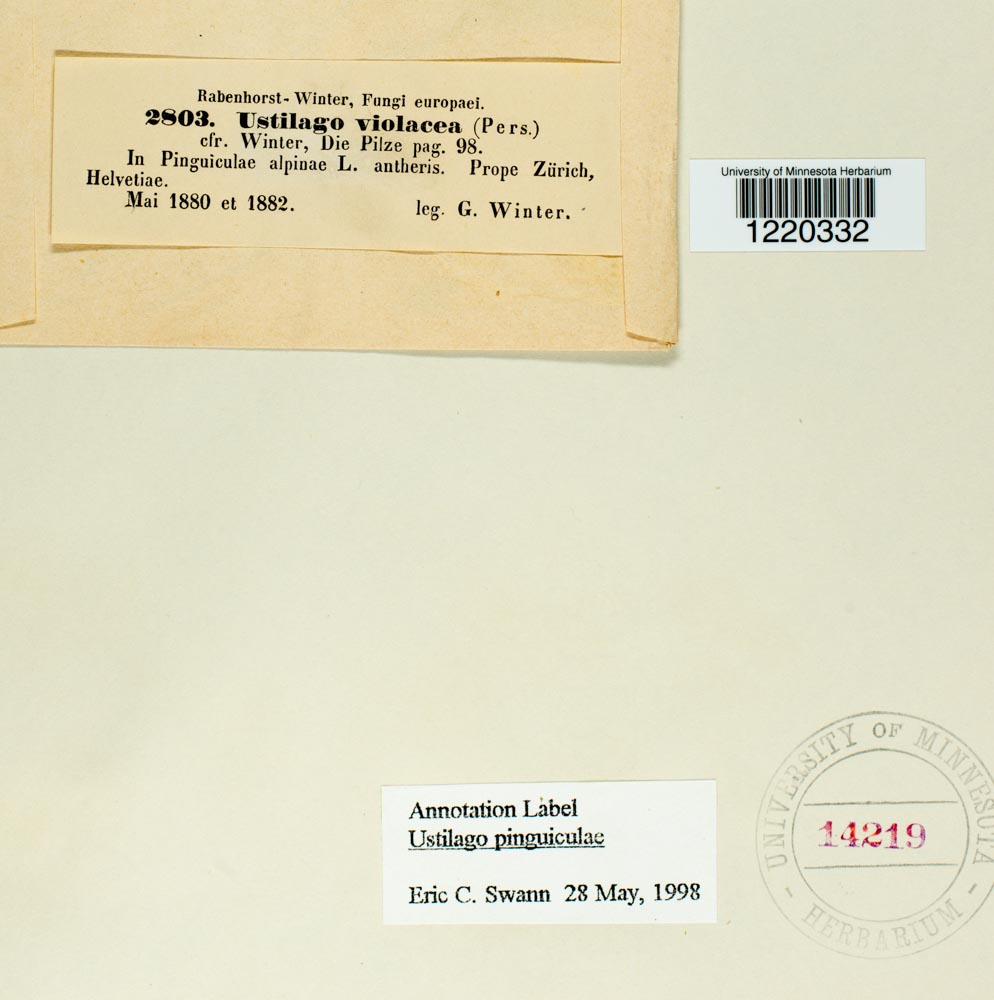 Rabenhorst-Winter, Fungi europaei.
2803. Ustilago violacea (Pers.)
cfr. Winter, Die Pilze pag. 98.
In Pinguiculae alpinae L. antheris. Prope Zürich,
Helvetiae.
Mai 1880 et 1882. leg. G. Winter.
University of Minnesota Herbarium
1220332
Annotation Label
Ustilago pinguiculae
Eric C. Swann 28 May, 1998
UNIVERSITY OF MINNESOTA
14219
- HERBARIUM -